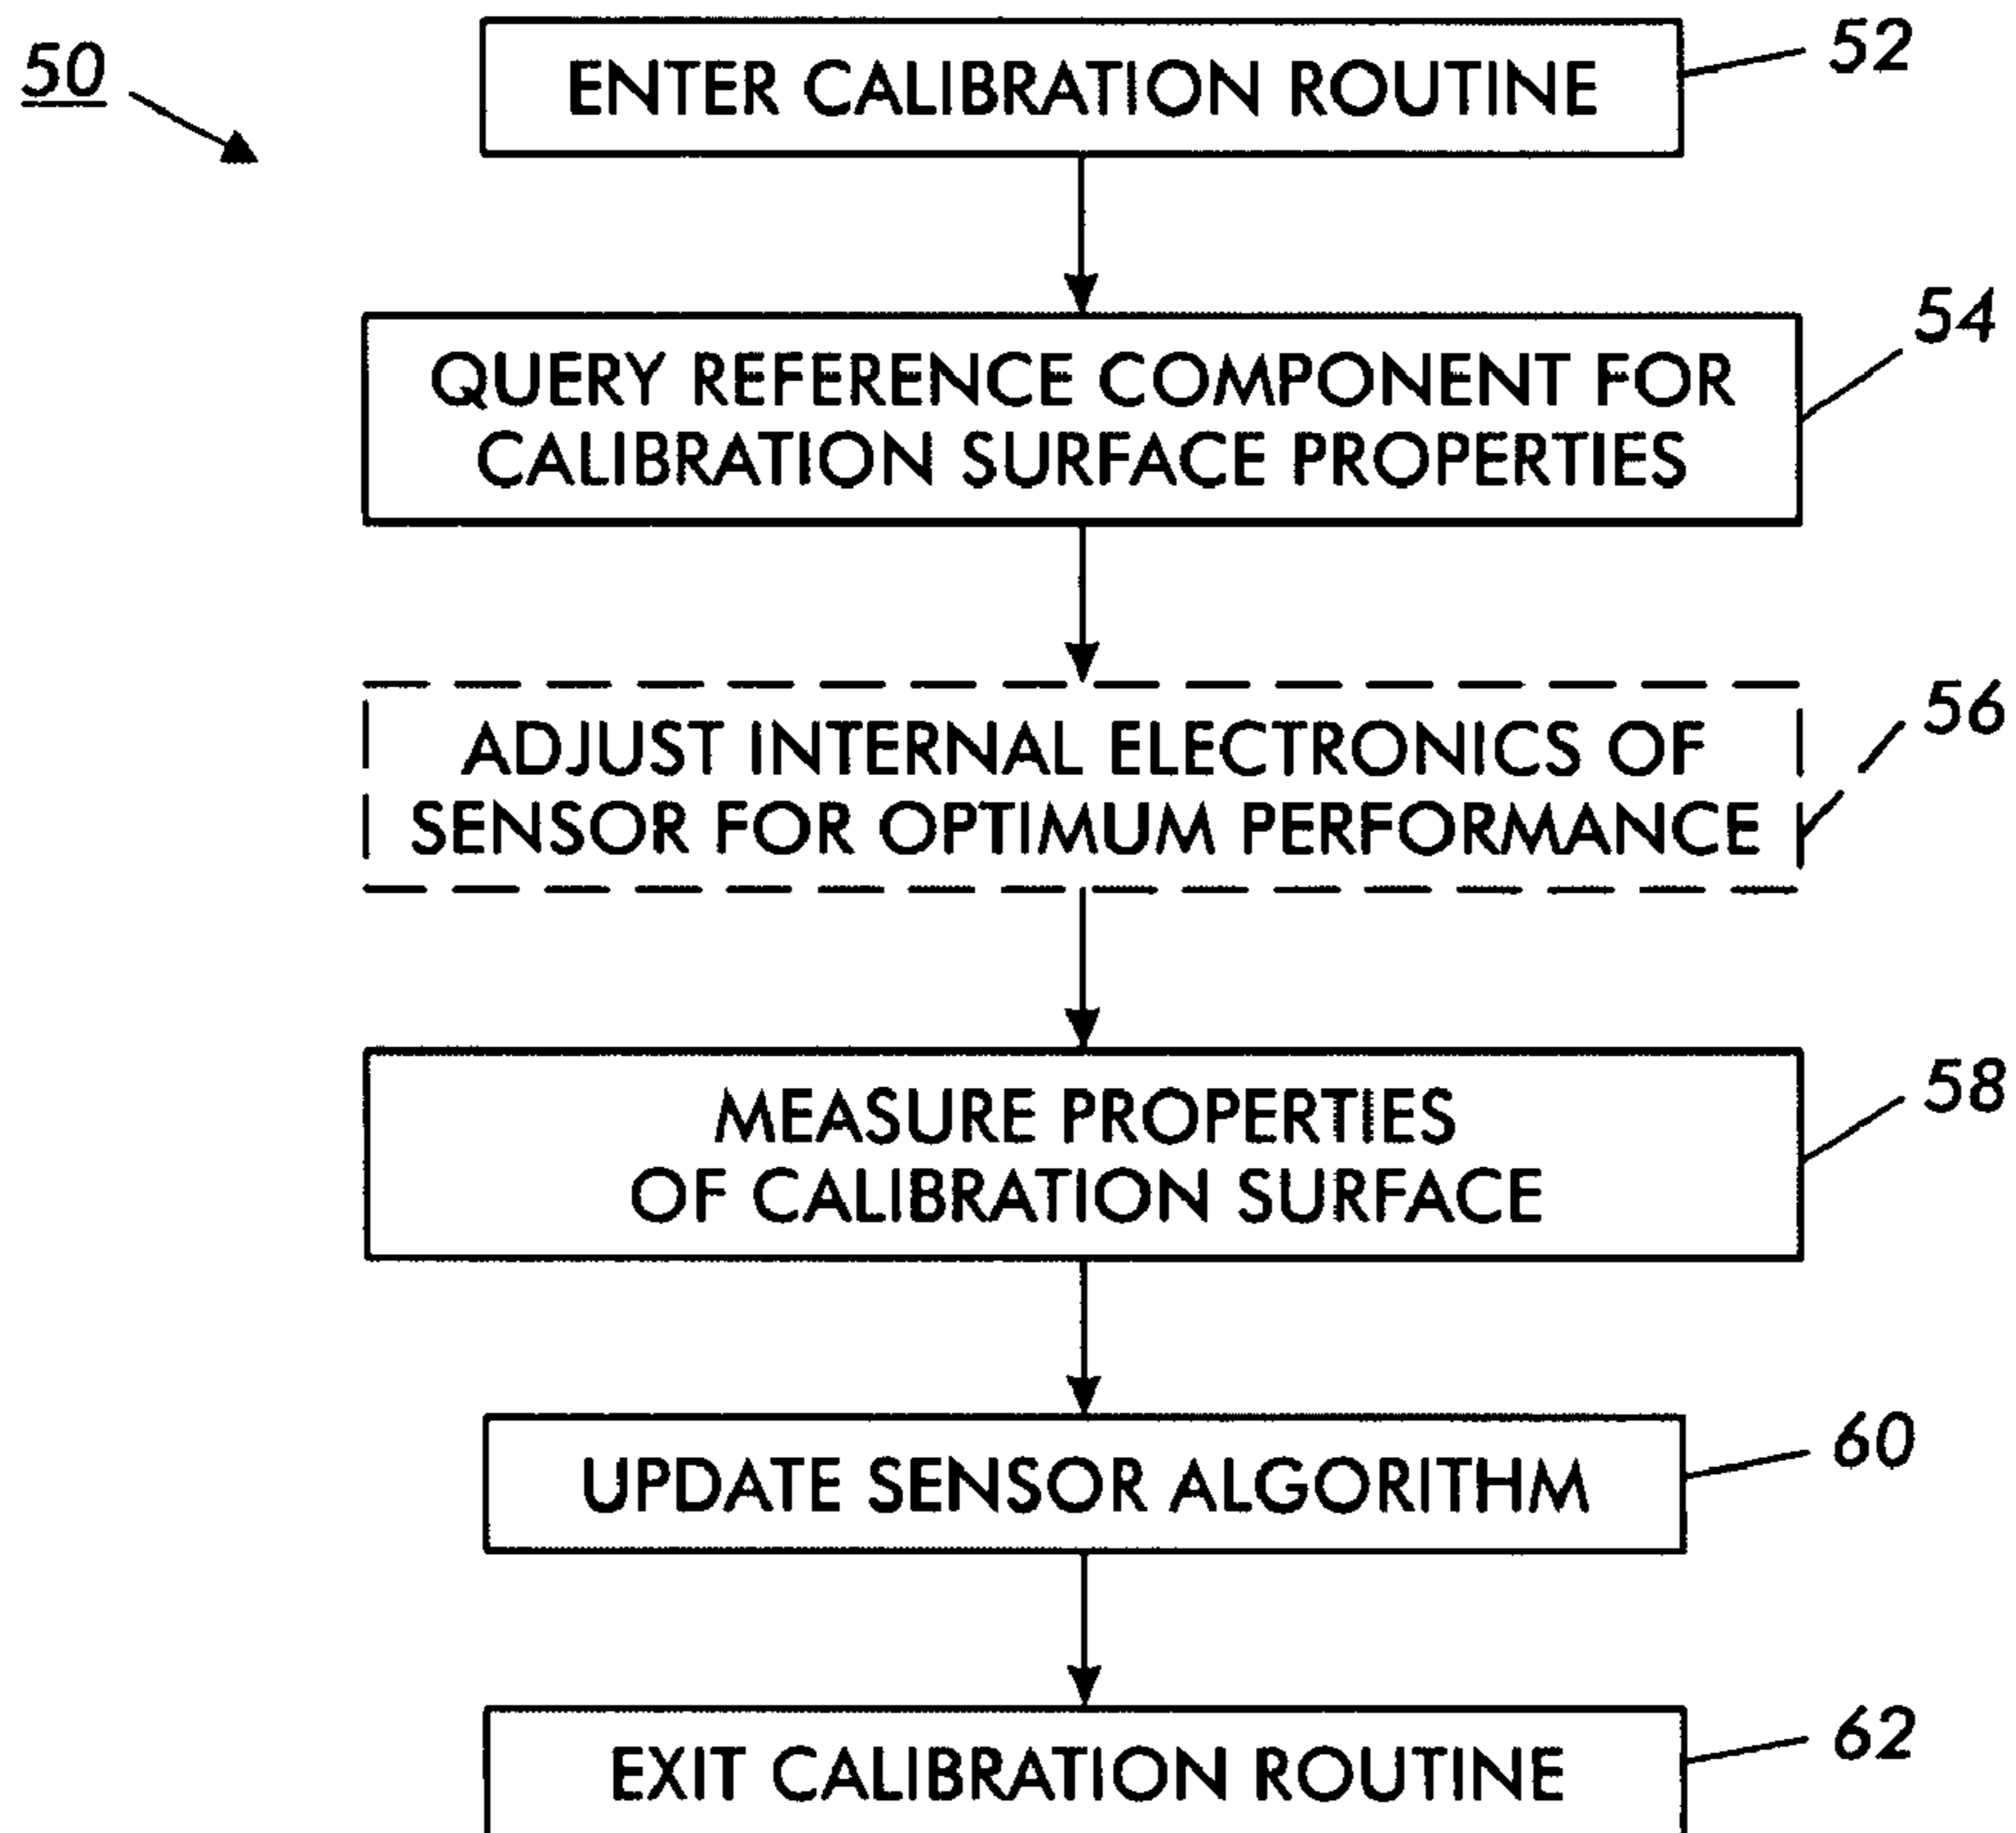 50
ENTER CALIBRATION ROUTINE
52
QUERY REFERENCE COMPONENT FOR
CALIBRATION SURFACE PROPERTIES
54
ADJUST INTERNAL ELECTRONICS OF
SENSOR FOR OPTIMUM PERFORMANCE
56
MEASURE PROPERTIES
OF CALIBRATION SURFACE
58
UPDATE SENSOR ALGORITHM
60
EXIT CALIBRATION ROUTINE
62